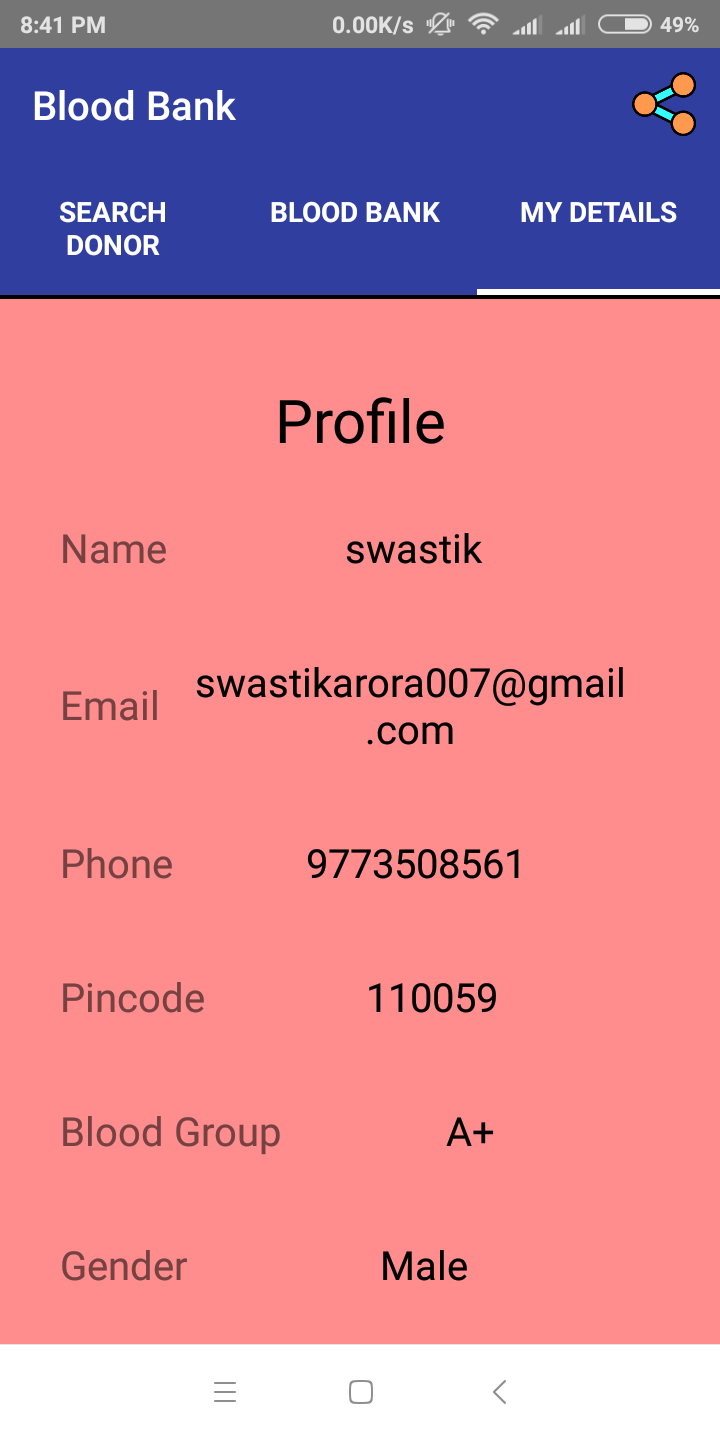 8:41 PM 0.00K/s 49%
Blood Bank
SEARCH
DONOR
BLOOD BANK
MY DETAILS
Profile
Name swastik
Email swastikarora007@gmail
.com
Phone 9773508561
Pincode 110059
Blood Group A+
Gender Male